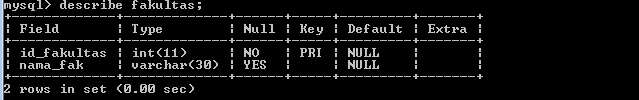 mysql> describe fakultas;
+-------------+-------------+------+-----+---------+-------+
| Field       | Type        | Null | Key | Default | Extra |
+-------------+-------------+------+-----+---------+-------+
| id_fakultas | int(11)     | NO   | PRI | NULL    |       |
| nama_fak    | varchar(30) | YES  |     | NULL    |       |
+-------------+-------------+------+-----+---------+-------+
2 rows in set (0.00 sec)